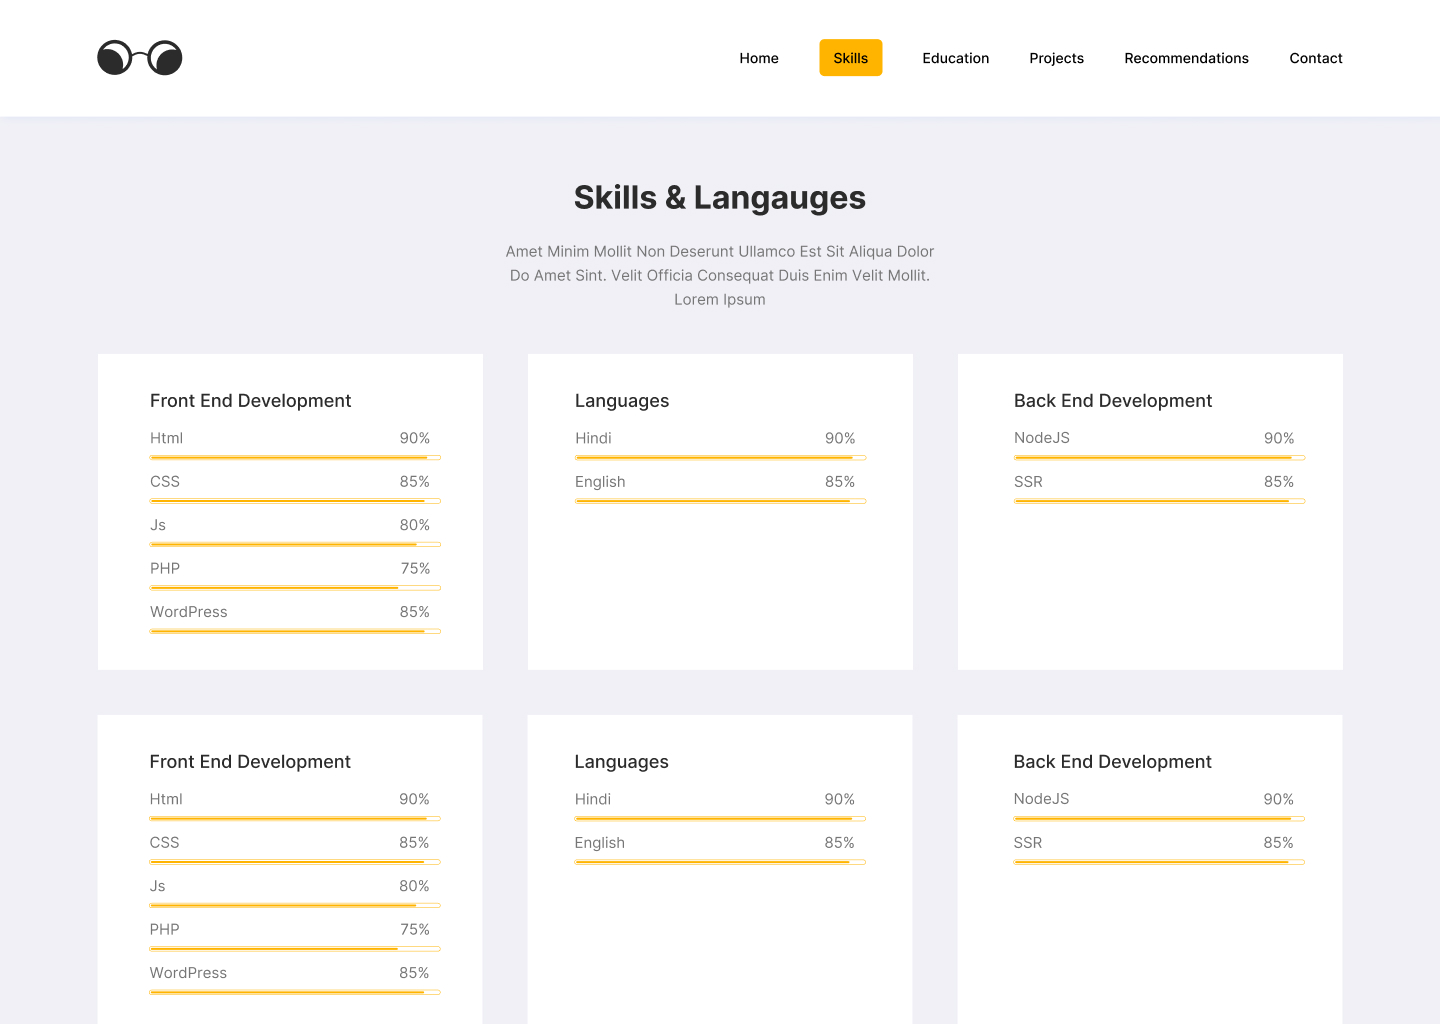 Home Skills Education Projects Recommendations Contact
Skills & Langauges
Amet Minim Mollit Non Deserunt Ullamco Est Sit Aliqua Dolor
Do Amet Sint. Velit Officia Consequat Duis Enim Velit Mollit.
Lorem Ipsum
Front End Development
Html 90%
CSS 85%
Js 80%
PHP 75%
WordPress 85%
Languages
Hindi 90%
English 85%
Back End Development
NodeJS 90%
SSR 85%
Front End Development
Html 90%
CSS 85%
Js 80%
PHP 75%
WordPress 85%
Languages
Hindi 90%
English 85%
Back End Development
NodeJS 90%
SSR 85%